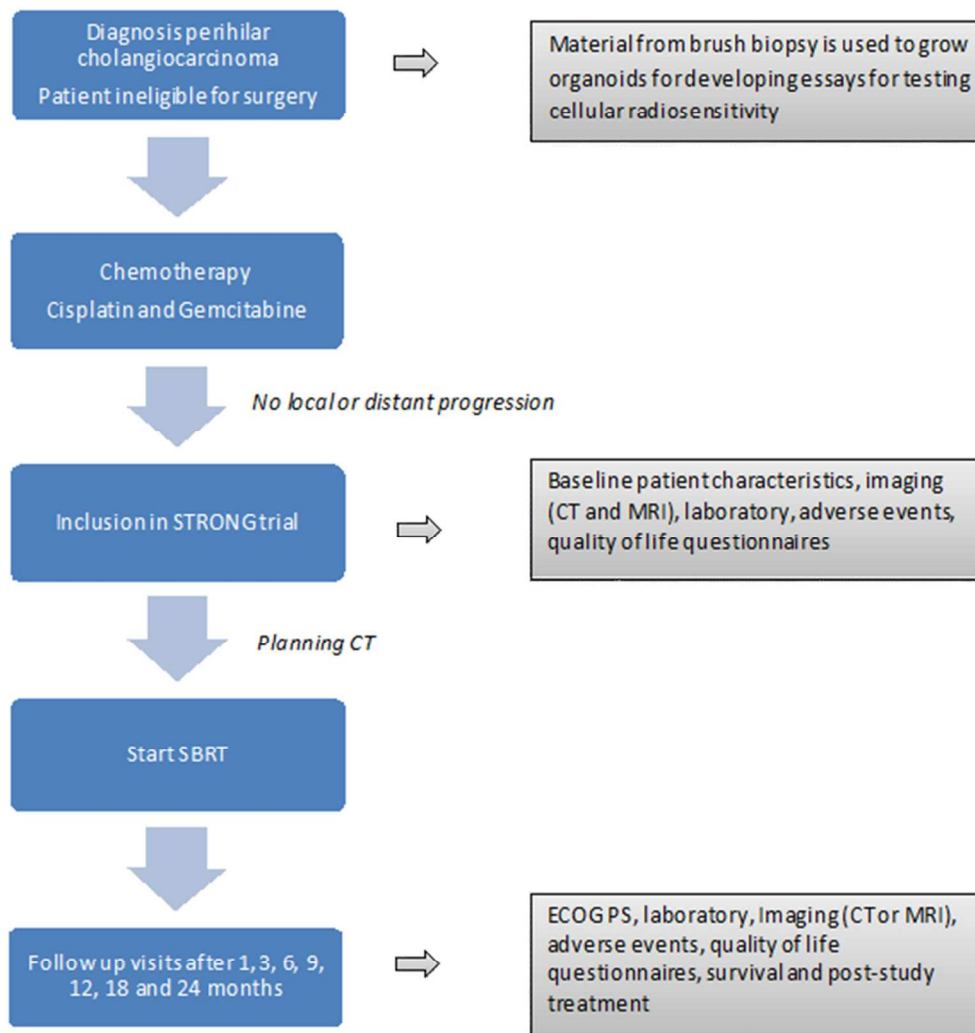 Diagnosis perihilar
cholangiocarcinoma
Patient ineligible for surgery
Material from brush biopsy is used to grow
organoids for developing essays for testing
cellular radiosensitivity
Chemotherapy
Cisplatin and Gemcitabine
No local or distant progression
Inclusion in STRONG trial
Baseline patient characteristics, imaging
(CT and MRI), laboratory, adverse events,
quality of life questionnaires
Planning CT
Start SBRT
Follow up visits after 1, 3, 6, 9,
12, 18 and 24 months
ECOG PS, laboratory, Imaging (CT or MRI),
adverse events, quality of life
questionnaires, survival and post-study
treatment